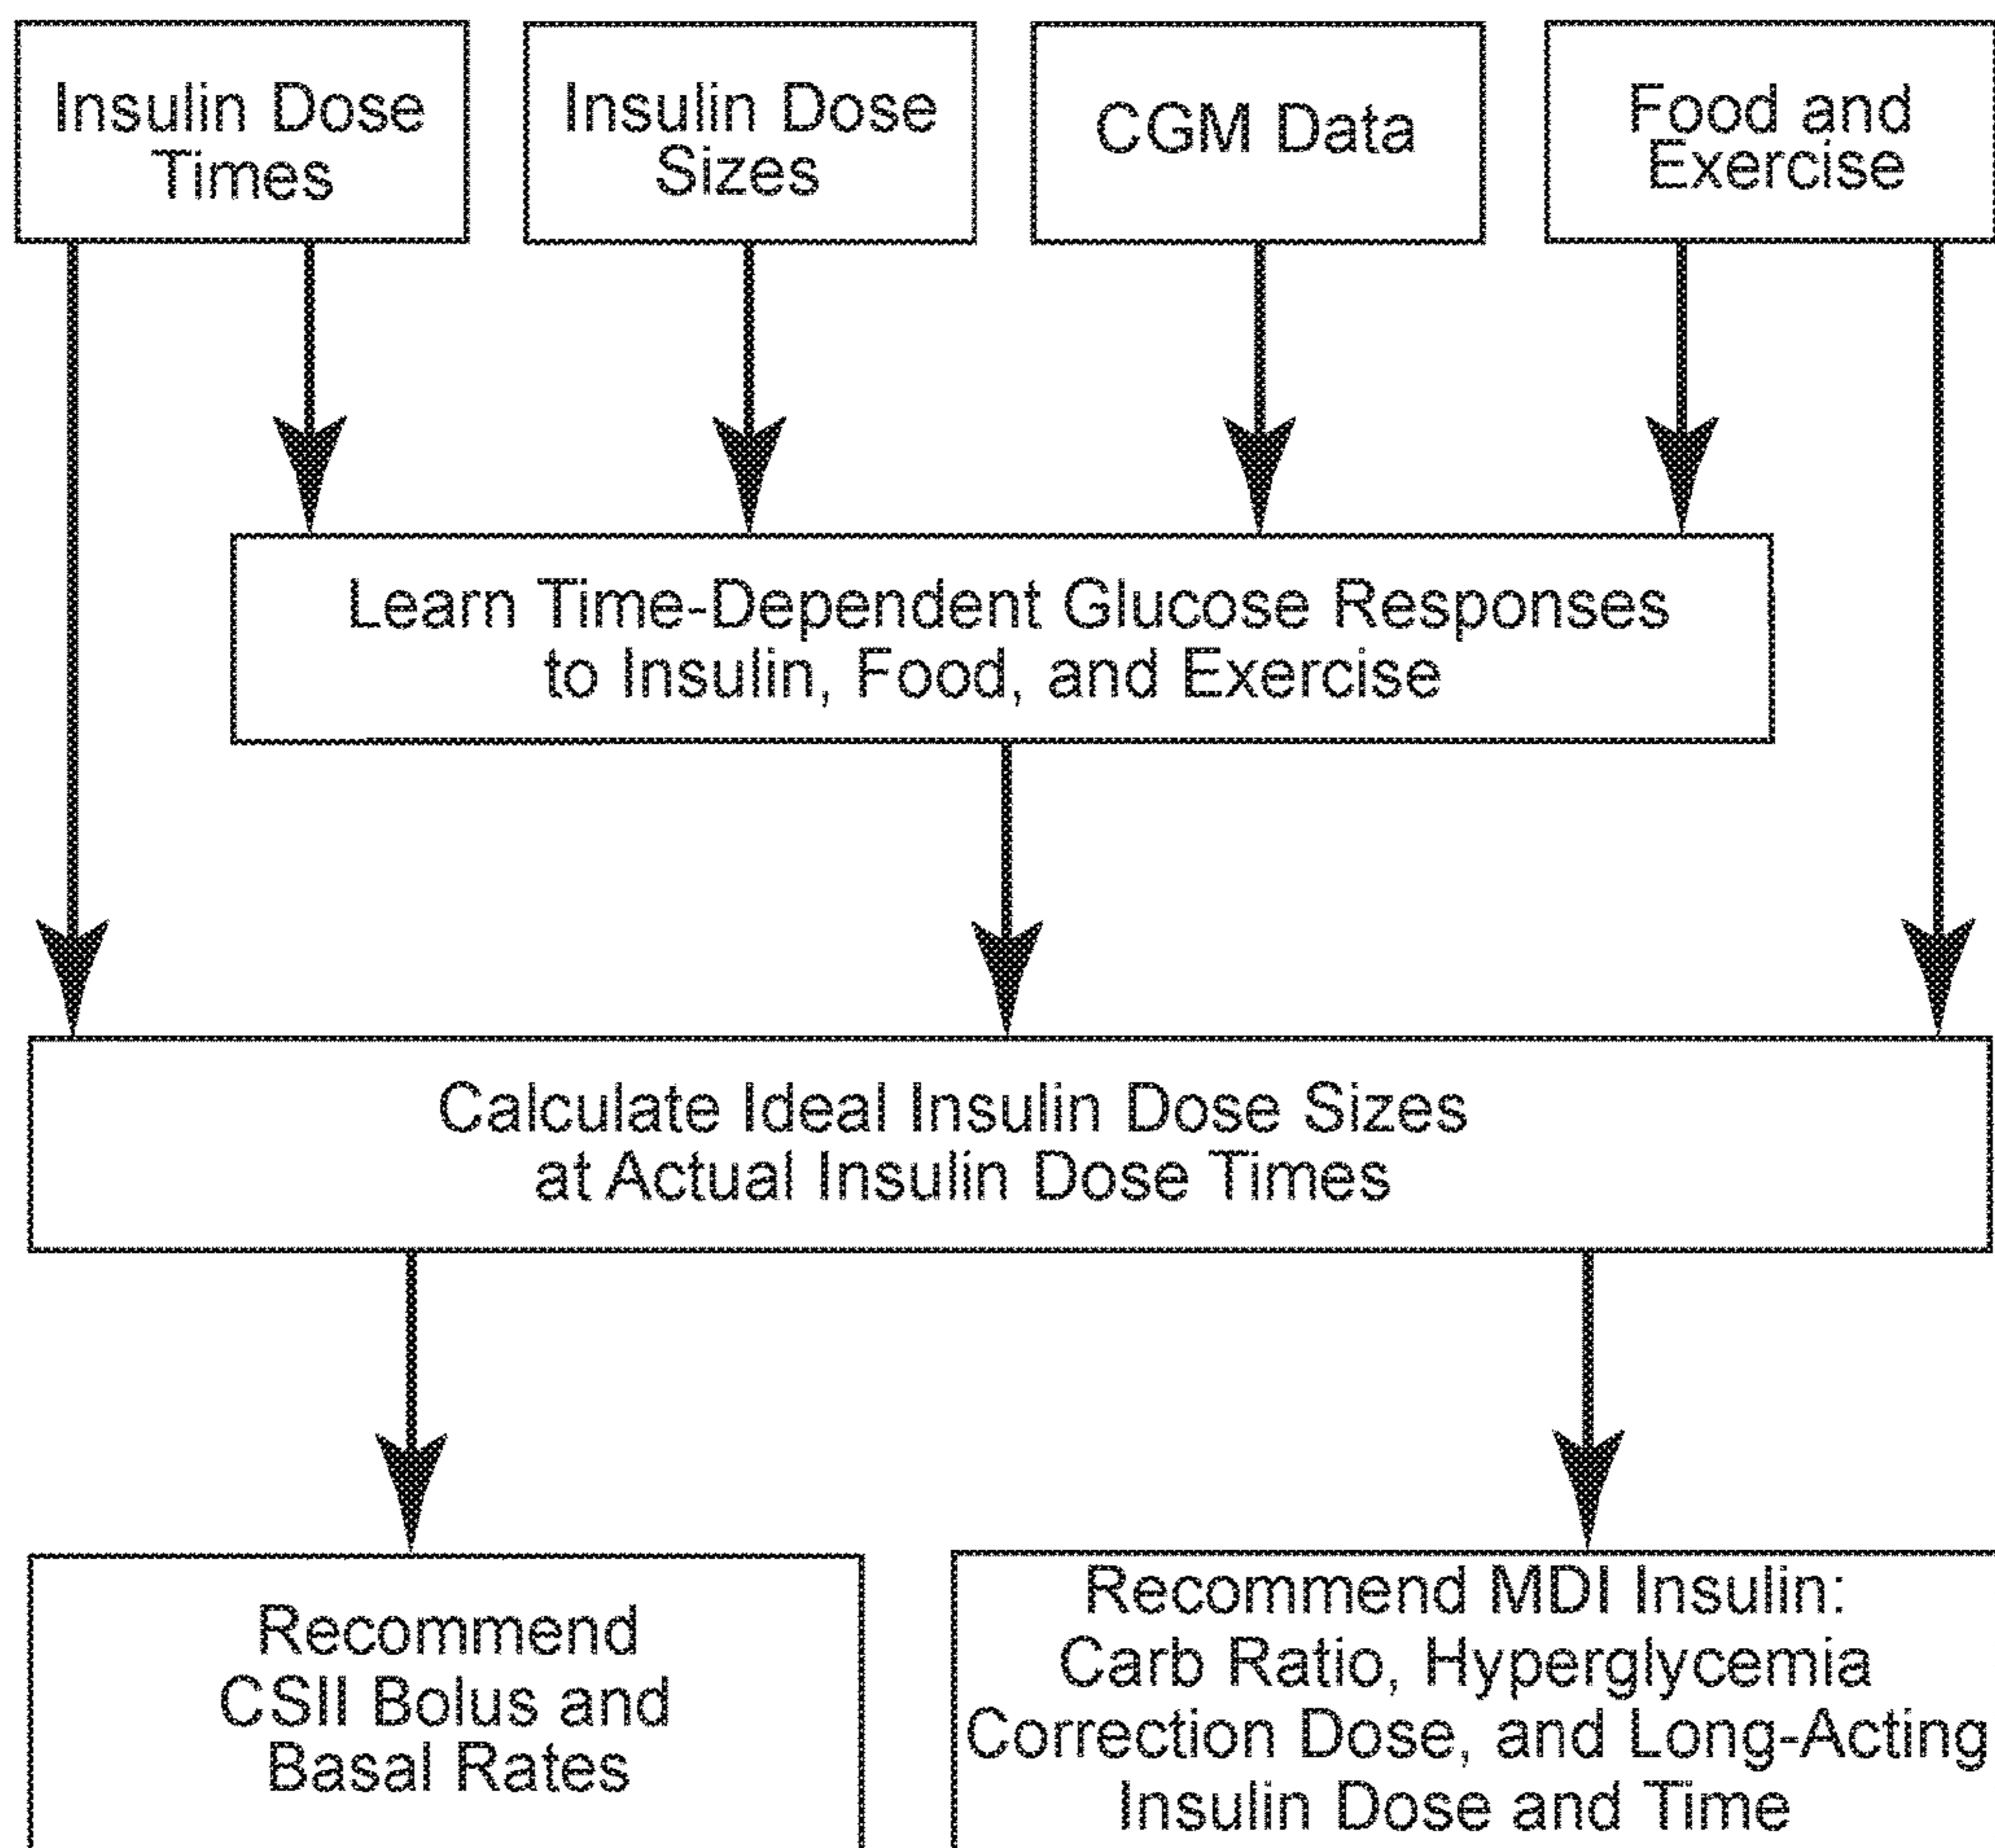 Insulin Dose
Times
Insulin Dose
Sizes
CGM Data
Food and
Exercise
Learn Time-Dependent Glucose Responses
to Insulin, Food, and Exercise
Calculate Ideal Insulin Dose Sizes
at Actual Insulin Dose Times
Recommend
CSII Bolus and
Basal Rates
Recommend MDI Insulin:
Carb Ratio, Hyperglycemia
Correction Dose, and Long-Acting
Insulin Dose and Time